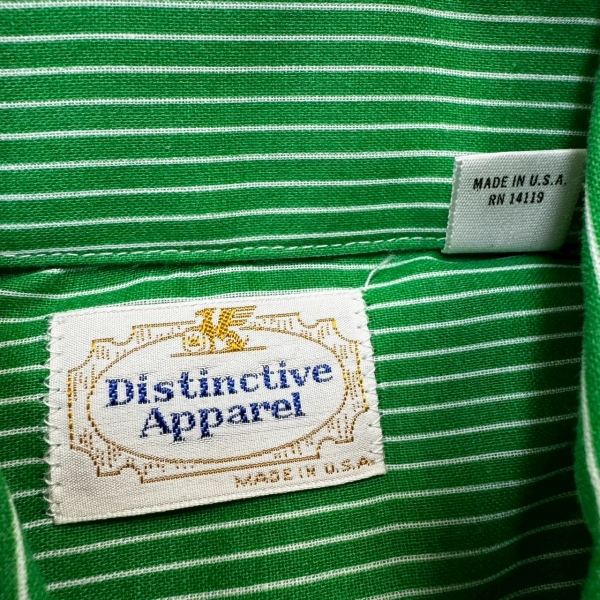 MADE IN U.S.A.
RN 14119
Distinctive
Apparel
MADE IN U.S.A.